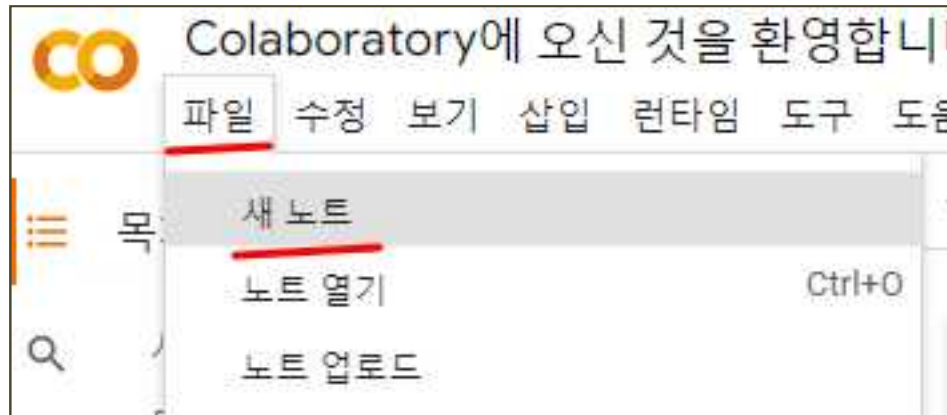 Colaboratory에 오신 것을 환영합니
파일 수정 보기 삽입 런타임 도구
새 노트
목
노트 열기 Ctrl+O
노트 업로드